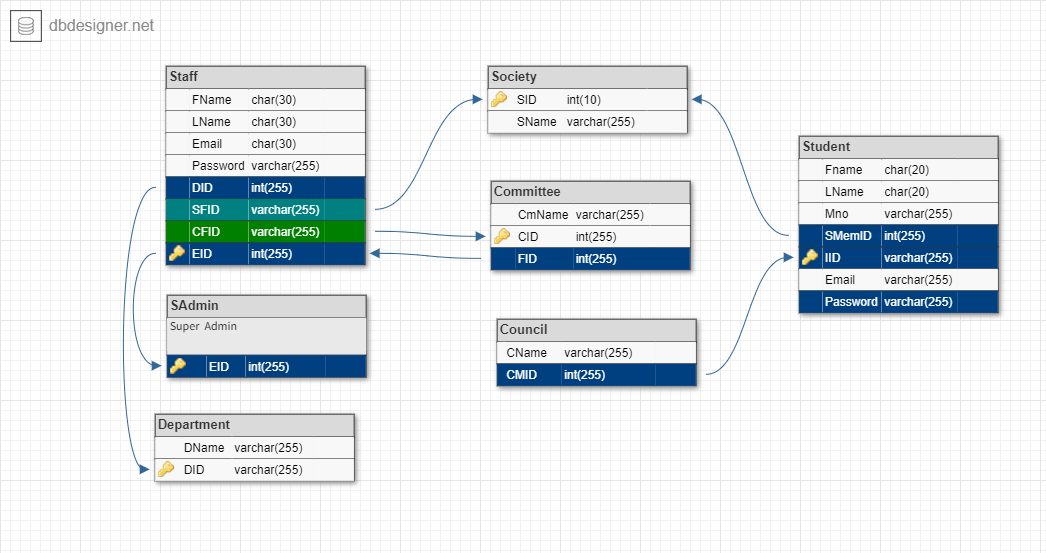 dbdesigner.net
Staff
FName char(30)
LName char(30)
Email char(30)
Password varchar(255)
DID int(255)
SFID varchar(255)
CFID varchar(255)
EID int(255)
SAdmin
Super Admin
EID int(255)
Department
DName varchar(255)
DID varchar(255)
Society
SID int(10)
SName varchar(255)
Committee
CmName varchar(255)
CID int(255)
FID int(255)
Council
CName varchar(255)
CMID int(255)
Student
Fname char(20)
LName char(20)
Mno varchar(255)
SMemID int(255)
IID varchar(255)
Email varchar(255)
Password varchar(255)